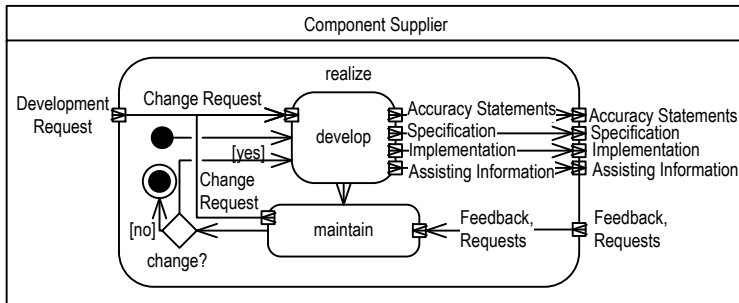 Component Supplier
realize
Development
Request
Change Request
develop
Accuracy Statements
Specification
Implementation
Assisting Information
Accuracy Statements
Specification
Implementation
Assisting Information
[yes]
Change
Request
maintain
Feedback,
Requests
Feedback,
Requests
[no]
change?